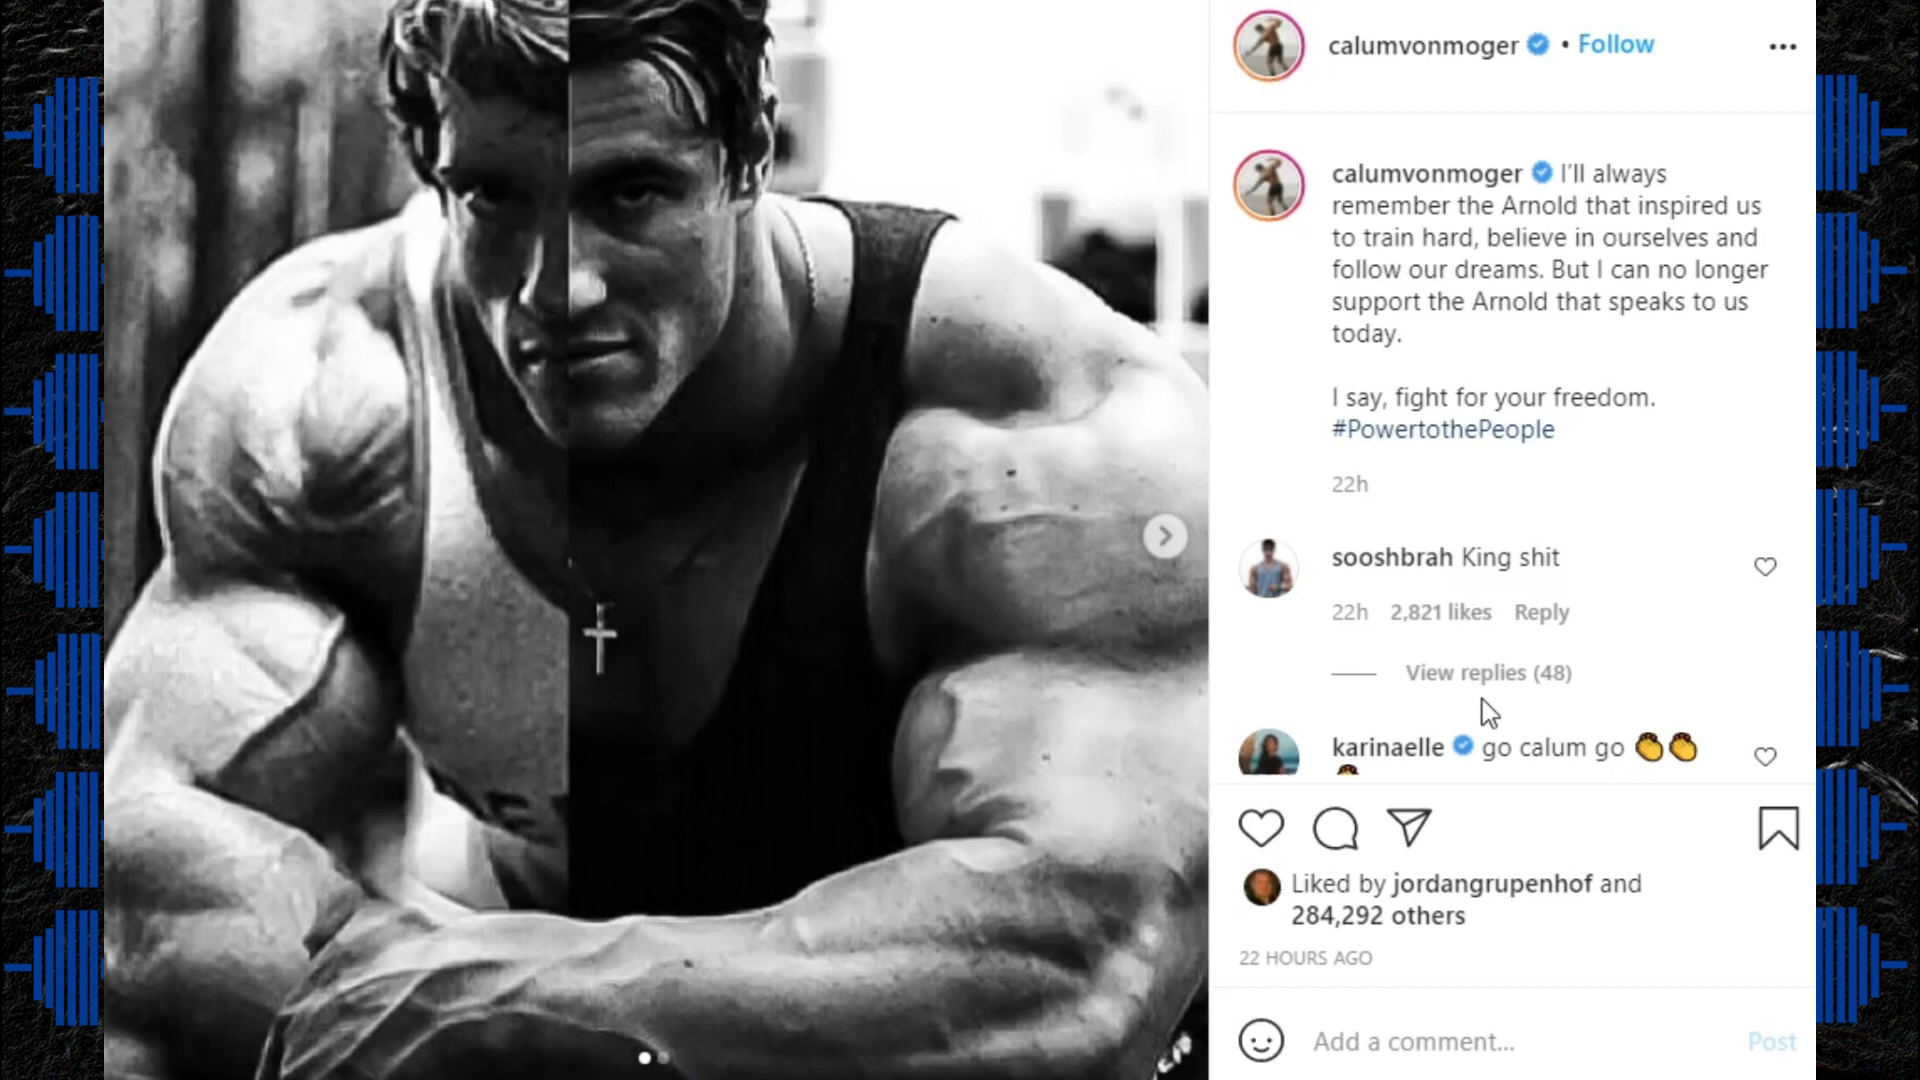 calumvonmoger • Follow
calumvonmoger I'll always
remember the Arnold that inspired us
to train hard, believe in ourselves and
follow our dreams. But I can no longer
support the Arnold that speaks to us
today.
I say, fight for your freedom.
#PowertothePeople
22h
sooshbrah King shit
22h 2,821 likes Reply
View replies (48)
karinaelle go calum go 👏👏
Liked by jordangrupenhof and
284,292 others
22 HOURS AGO
Add a comment... Post